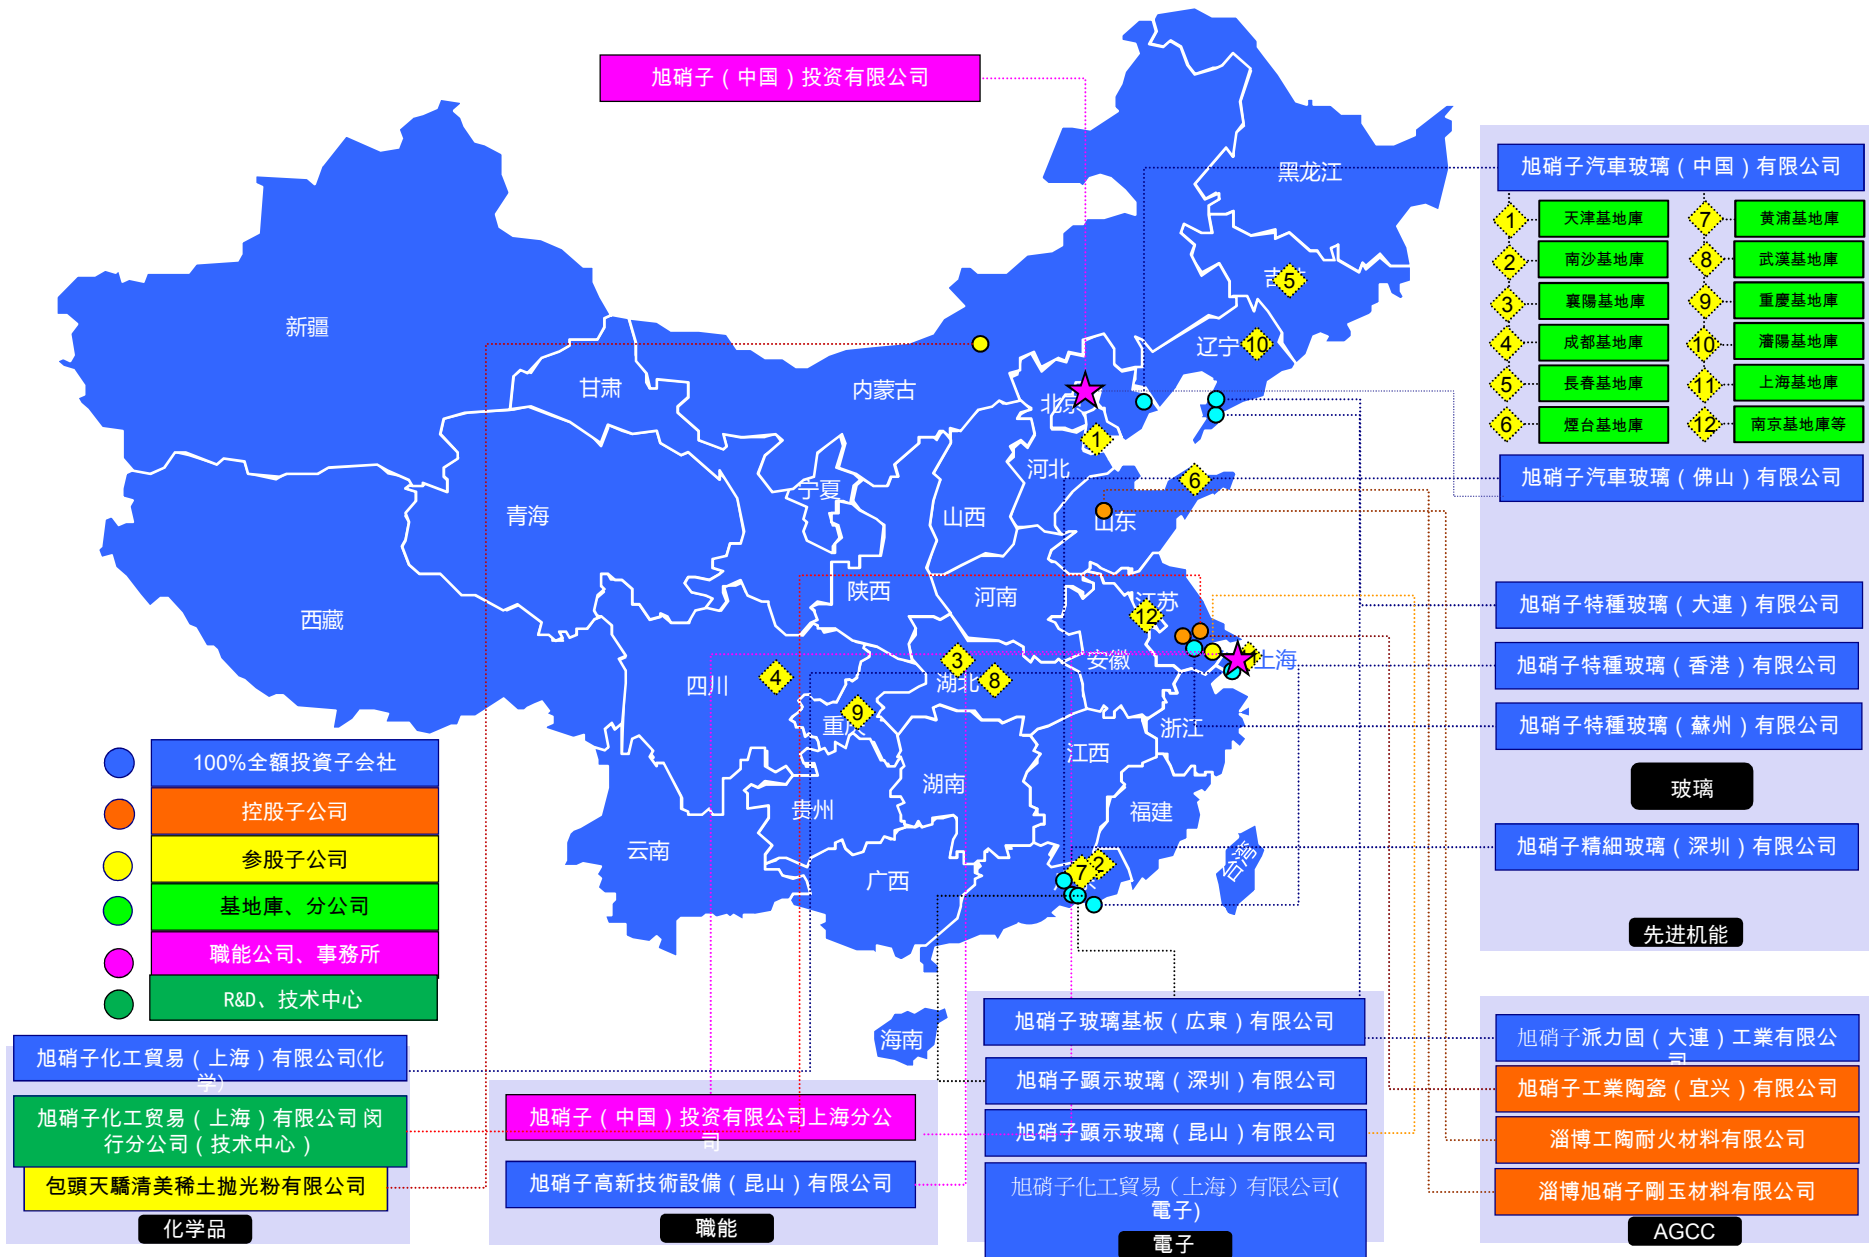 旭硝子（中国）投资有限公司
黑龙江
新疆
甘肃
内蒙古
辽宁
北京
河北
宁夏
青海
山西
山东
陕西
河南
江苏
西藏
四川
湖北
安徽
上海
重庆
浙江
湖南
江西
贵州
福建
云南
广西
台湾
海南
5
10
1
6
12
3
8
4
9
7
2
旭硝子汽車玻璃（中国）有限公司
1 天津基地庫
2 南沙基地庫
3 襄陽基地庫
4 成都基地庫
5 長春基地庫
6 煙台基地庫
7 黄浦基地庫
8 武漢基地庫
9 重慶基地庫
10 瀋陽基地庫
11 上海基地庫
12 南京基地庫等
旭硝子汽車玻璃（佛山）有限公司
旭硝子特種玻璃（大連）有限公司
旭硝子特種玻璃（香港）有限公司
旭硝子特種玻璃（蘇州）有限公司
玻璃
旭硝子精細玻璃（深圳）有限公司
先进机能
100%全額投資子会社
控股子公司
参股子公司
基地庫、分公司
職能公司、事務所
R&D、技术中心
旭硝子化工貿易（上海）有限公司(化
学)
旭硝子化工贸易（上海）有限公司 闵
行分公司（技术中心）
包頭天驕清美稀土抛光粉有限公司
化学品
旭硝子（中国）投资有限公司上海分公
司
旭硝子高新技術設備（昆山）有限公司
職能
旭硝子玻璃基板（広東）有限公司
旭硝子顯示玻璃（深圳）有限公司
旭硝子顯示玻璃（昆山）有限公司
旭硝子化工貿易（上海）有限公司(
電子)
電子
旭硝子派力固（大連）工業有限公
司
旭硝子工業陶瓷（宜兴）有限公司
淄博工陶耐火材料有限公司
淄博旭硝子剛玉材料有限公司
AGCC